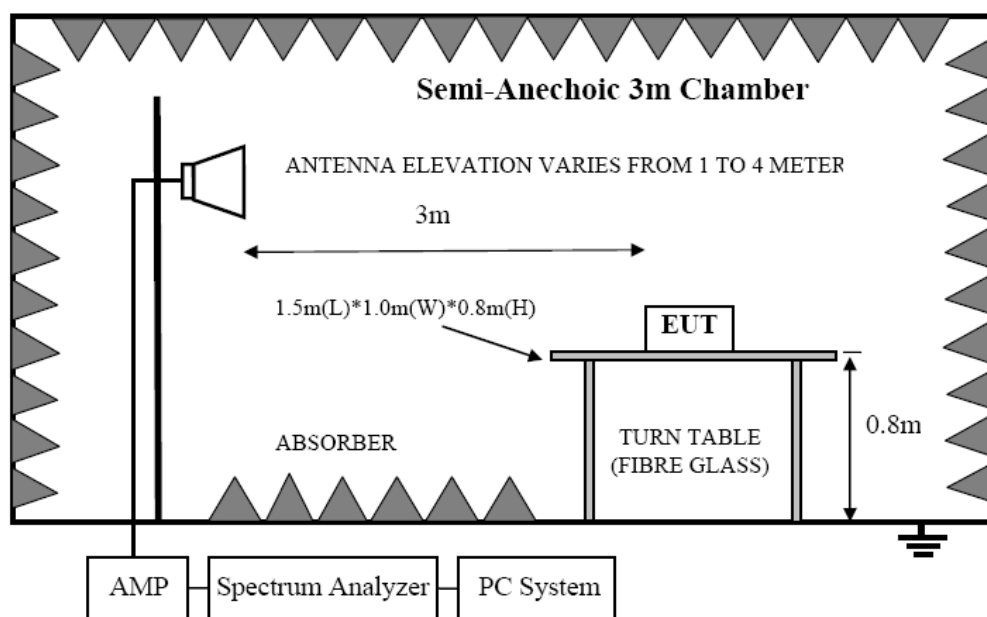 Semi-Anechoic 3m Chamber
ANTENNA ELEVATION VARIES FROM 1 TO 4 METER
3m
1.5m(L)*1.0m(W)*0.8m(H)
EUT
0.8m
ABSORBER
TURN TABLE
(FIBRE GLASS)
AMP
Spectrum Analyzer
PC System